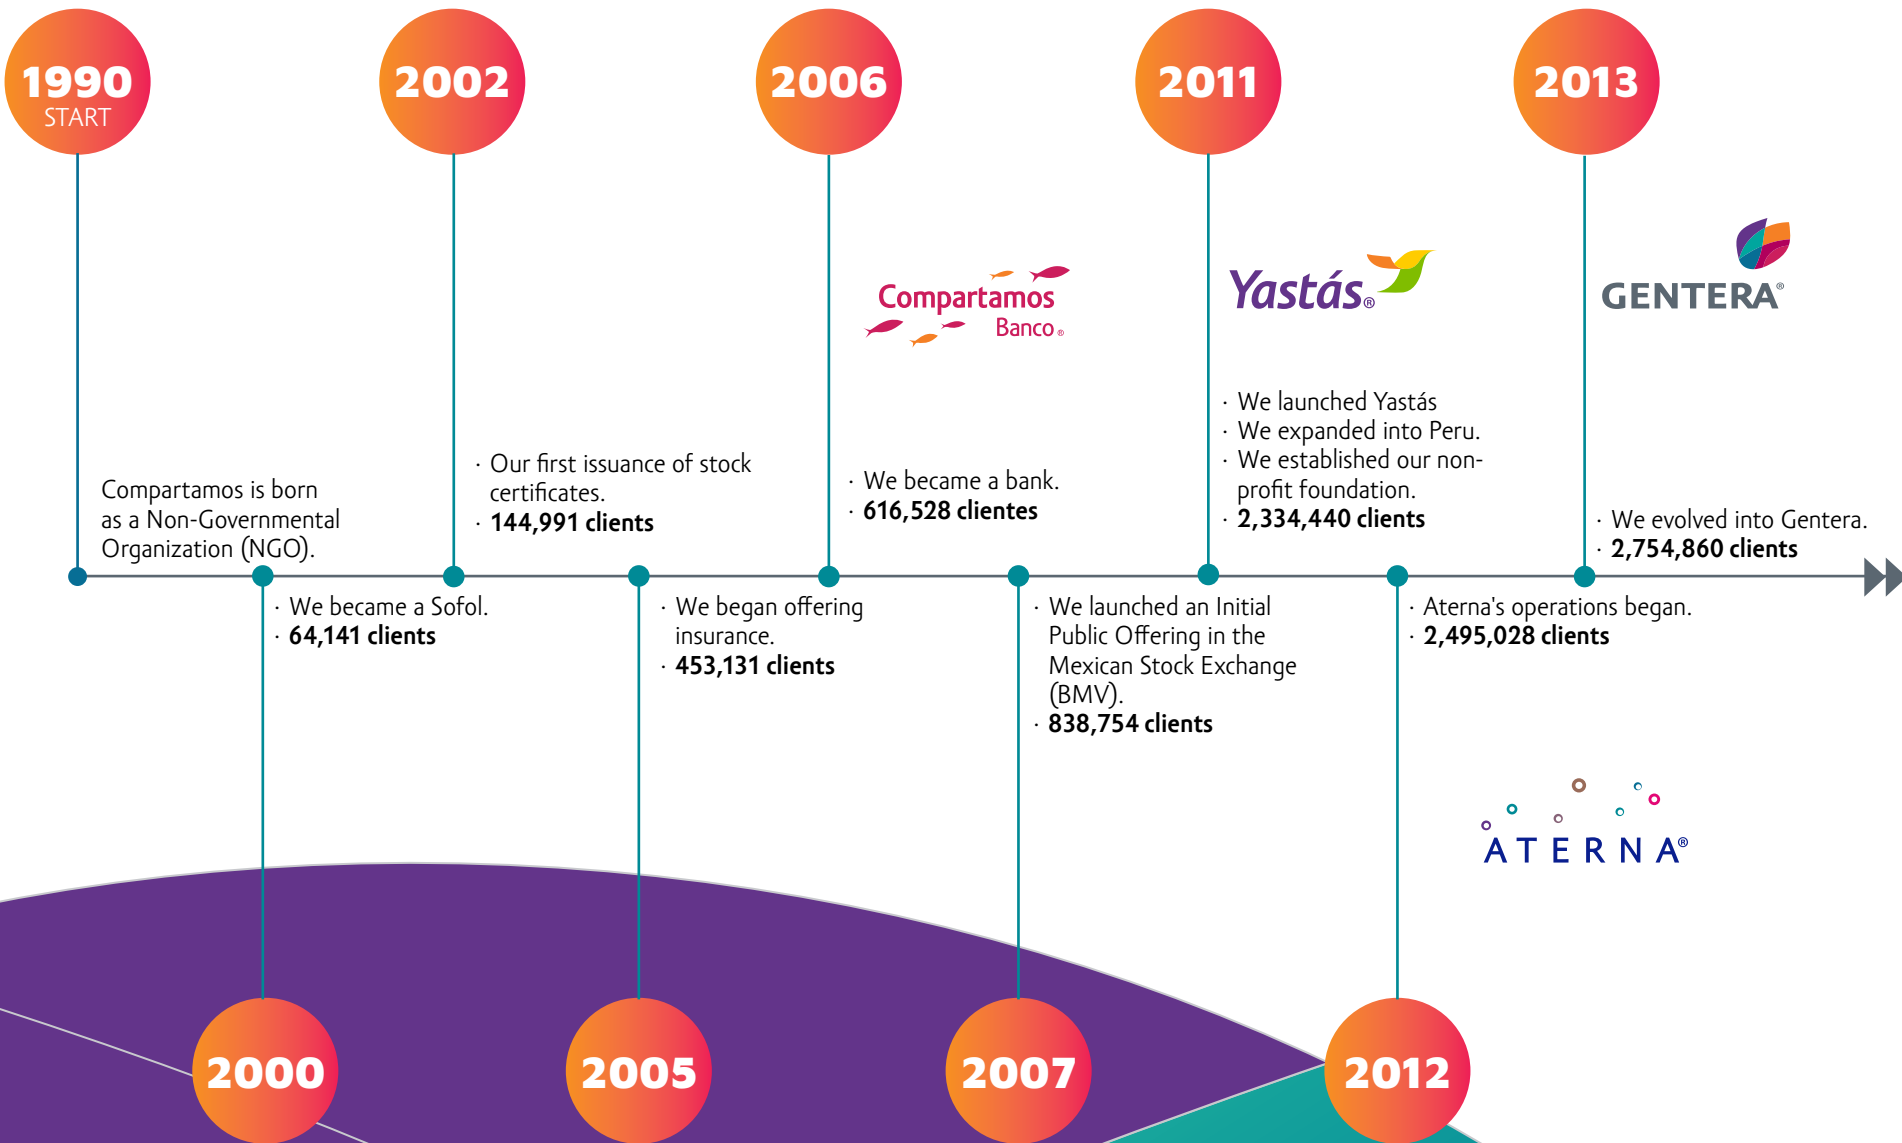 1990
START
2002
2006
2011
2013
Compartamos
Banco ®
Yastás®
GENTERA®
Compartamos is born
as a Non-Governmental
Organization (NGO).
· Our first issuance of stock
certificates.
· 144,991 clients
· We became a bank.
· 616,528 clientes
· We launched Yastás
· We expanded into Peru.
· We established our non-
profit foundation.
· 2,334,440 clients
· We evolved into Gentera.
· 2,754,860 clients
· We became a Sofol.
· 64,141 clients
· We began offering
insurance.
· 453,131 clients
· We launched an Initial
Public Offering in the
Mexican Stock Exchange
(BMV).
· 838,754 clients
· Aterna's operations began.
· 2,495,028 clients
ATERNA®
2000
2005
2007
2012